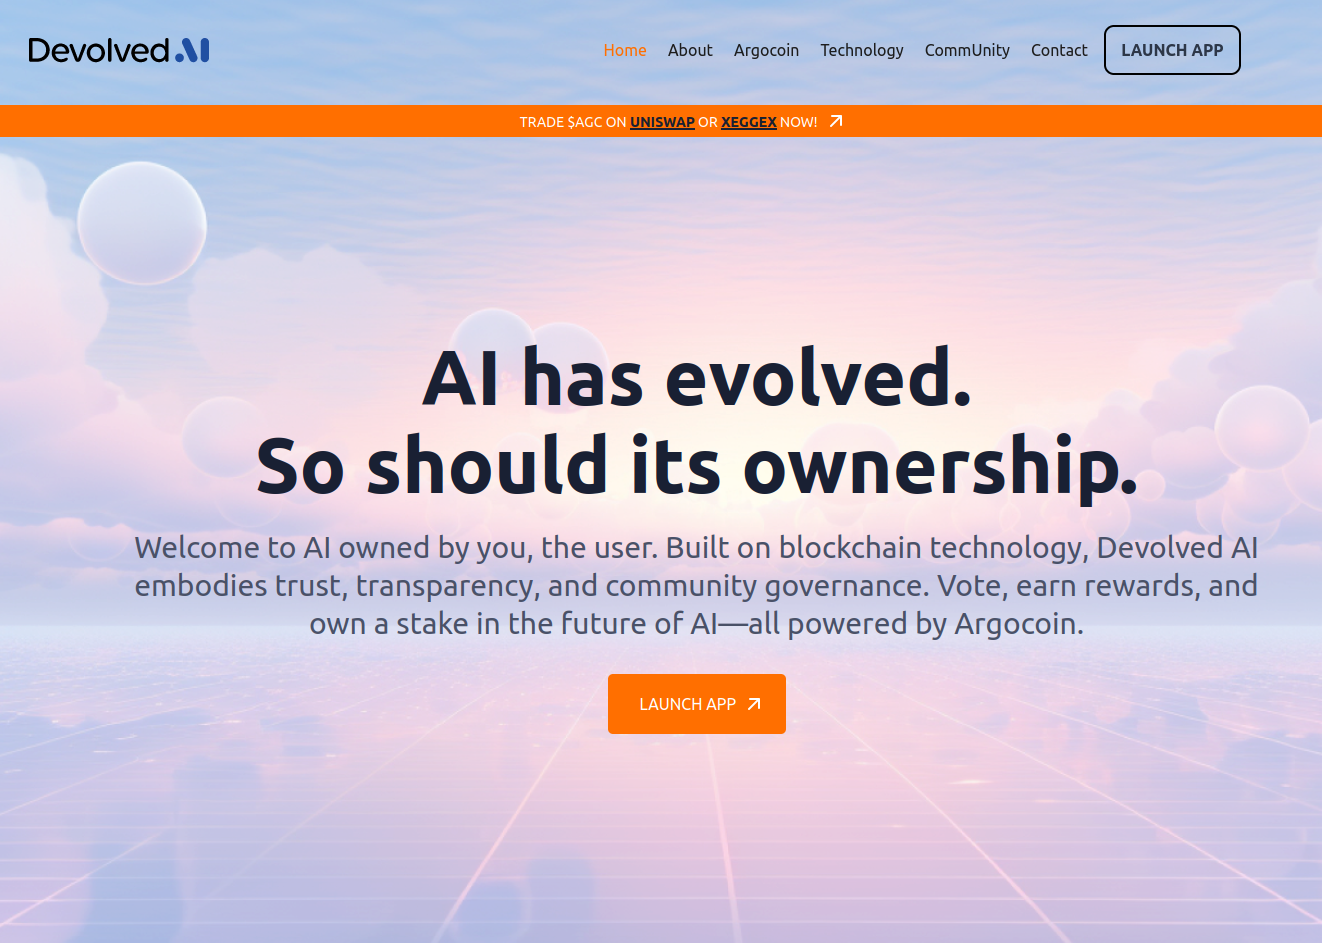 Devolved AI
Home About Argocoin Technology CommUnity Contact LAUNCH APP
TRADE $AGC ON UNISWAP OR XEGGEX NOW!
AI has evolved.
So should its ownership.
Welcome to AI owned by you, the user. Built on blockchain technology, Devolved AI
embodies trust, transparency, and community governance. Vote, earn rewards, and
own a stake in the future of AI—all powered by Argocoin.
LAUNCH APP